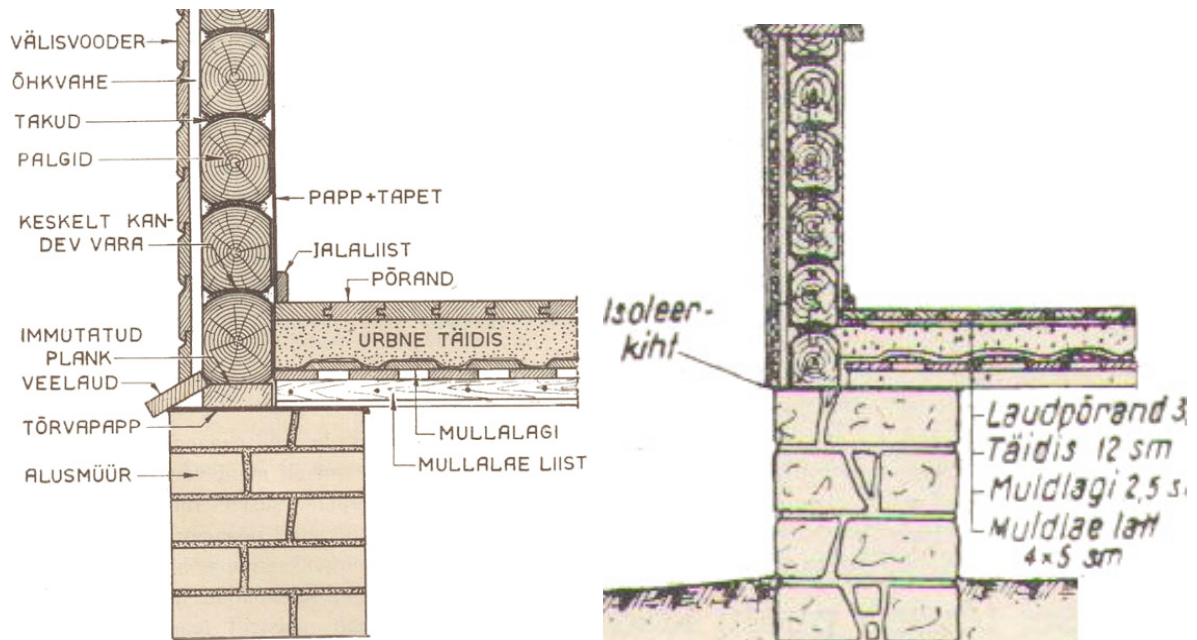 VÄLISVOODER
ÕHKVAHE
TAKUD
PALGID
KESKELT KAN-
DEV VARA
IMMUTATUD
PLANK
VEELAUD
TÕRVAPAPP
ALUSMÜÜR
PAPP+TAPET
JALALIIST
PÕRAND
URBNE TÄIDIS
MULLALAGI
MULLALAE LIIST
Isoleer-
kiht
Laudpõrand 3,
Täidis 12 sm
Muldlagi 2,5 s
Muldlae latt
4×5 sm